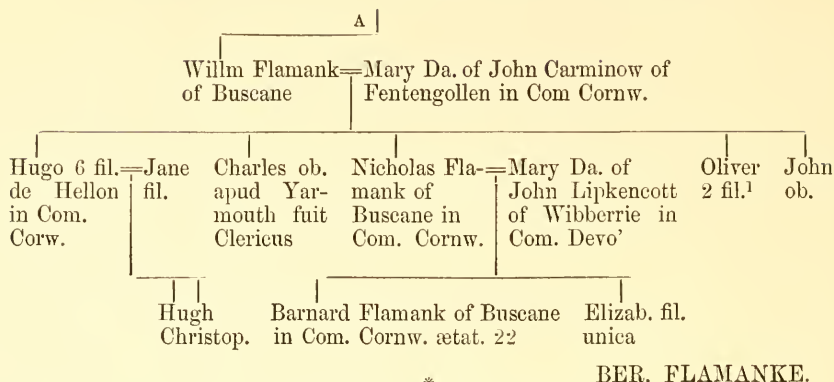 A
Willm Flamank=Mary Da. of John Carminow of
of Buscane Fentengollen in Com Cornw.
Hugo 6 fil.=Jane
de Hellon fil.
in Com.
Corw.
Charles ob.
apud Yar-
mouth fuit
Clericus
Nicholas Fla-=Mary Da. of
mank of John Lipkencott
Buscane in of Wibberrie in
Com. Cornw. Com. Devo'
Oliver
2 fil.¹
John
ob.
Hugh
Christop.
Barnard Flamank of Buscane
in Com. Cornw. ætat. 22
Elizab. fil.
unica
*
BER. FLAMANKE.